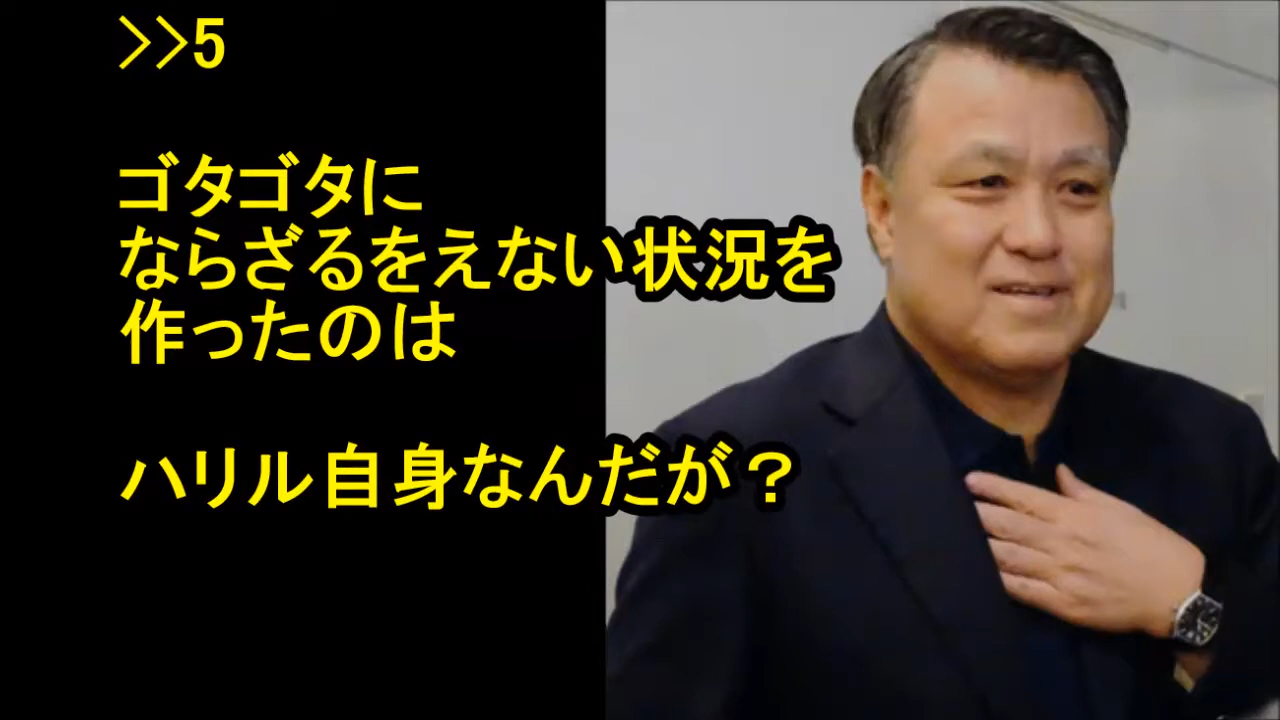 >>5
ゴタゴタに
ならざるをえない状況を
作ったのは
ハリル自身なんだが？